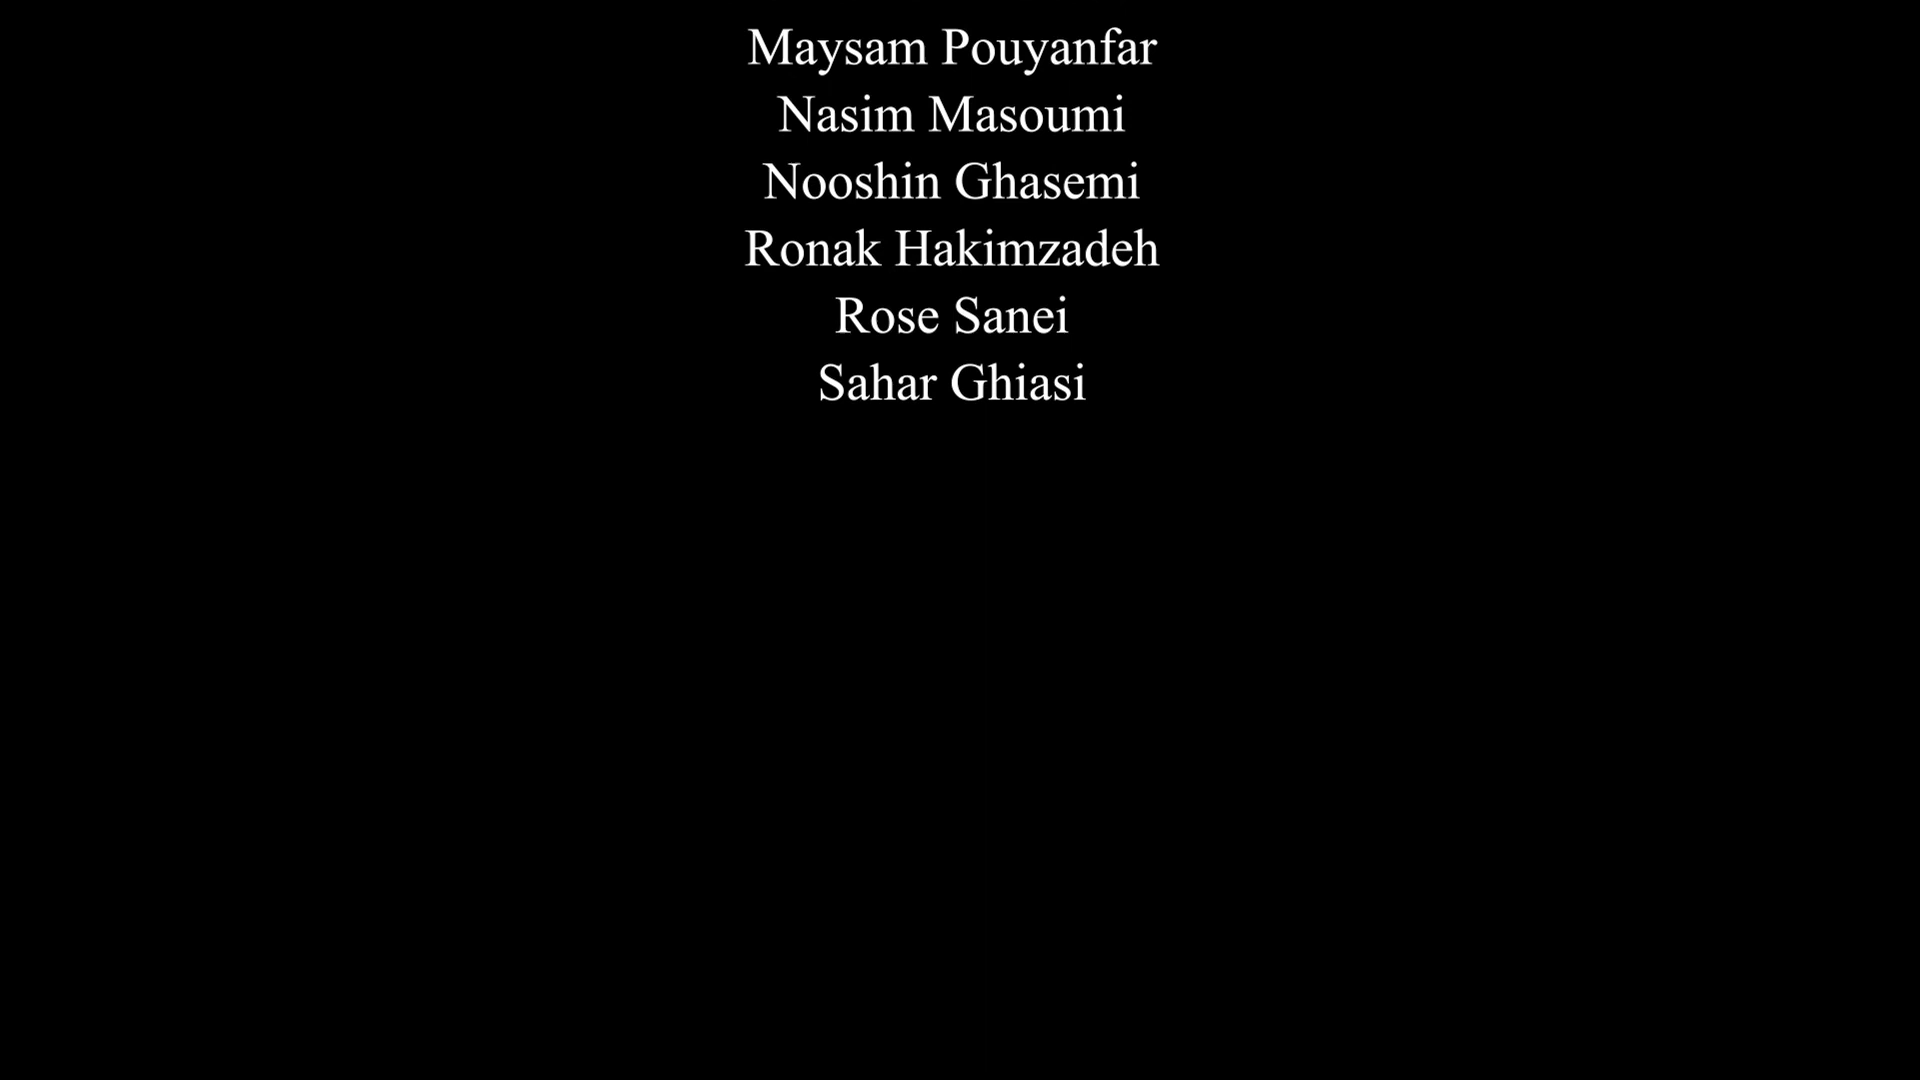 Maysam Pouyanfar
Nasim Masoumi
Nooshin Ghasemi
Ronak Hakimzadeh
Rose Sanei
Sahar Ghiasi